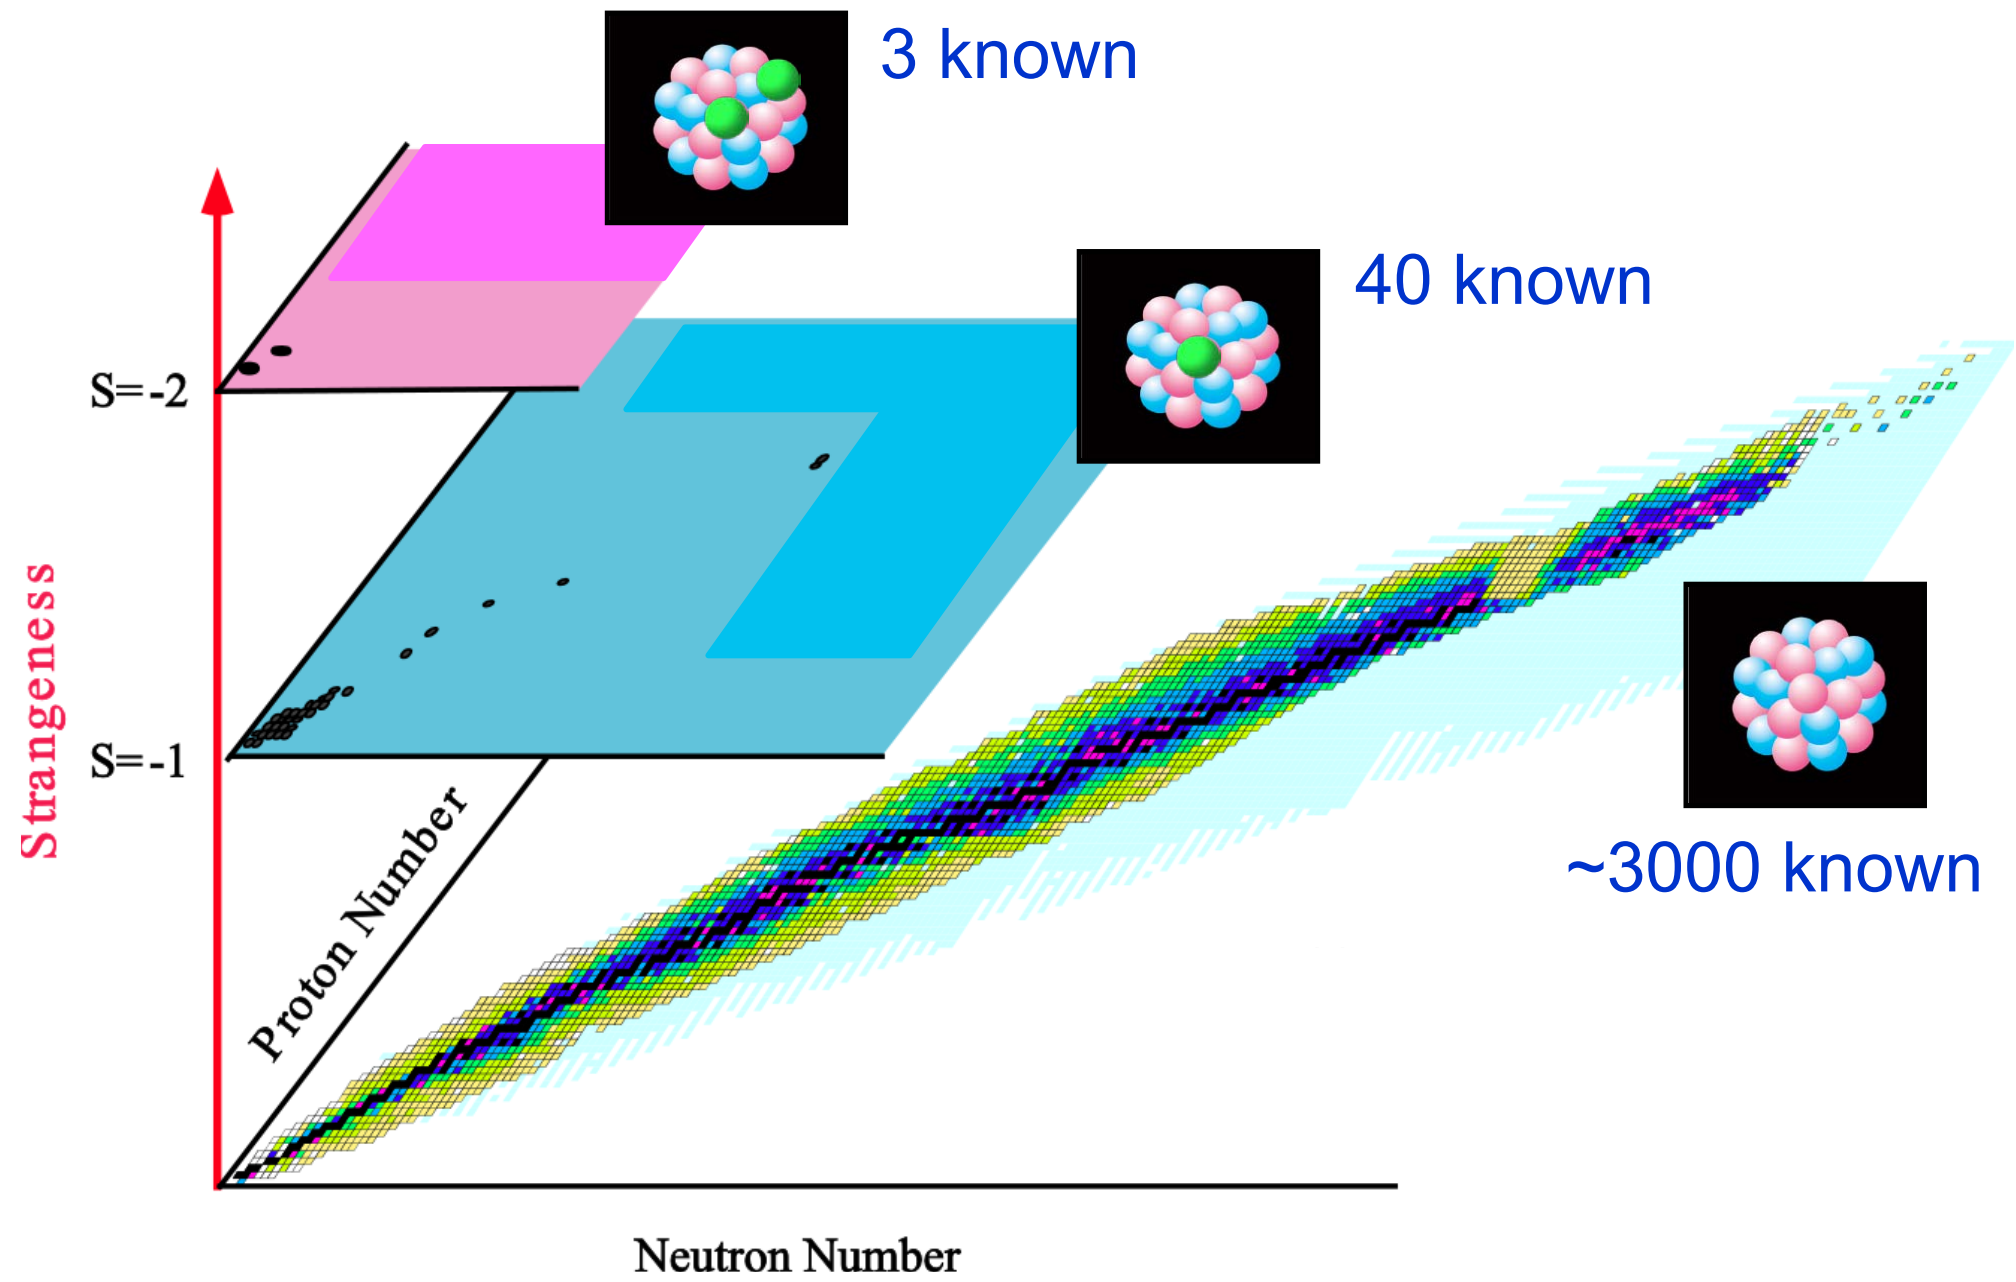 3 known
40 known
S=-2
Strangeness
S=-1
Proton Number
~3000 known
Neutron Number